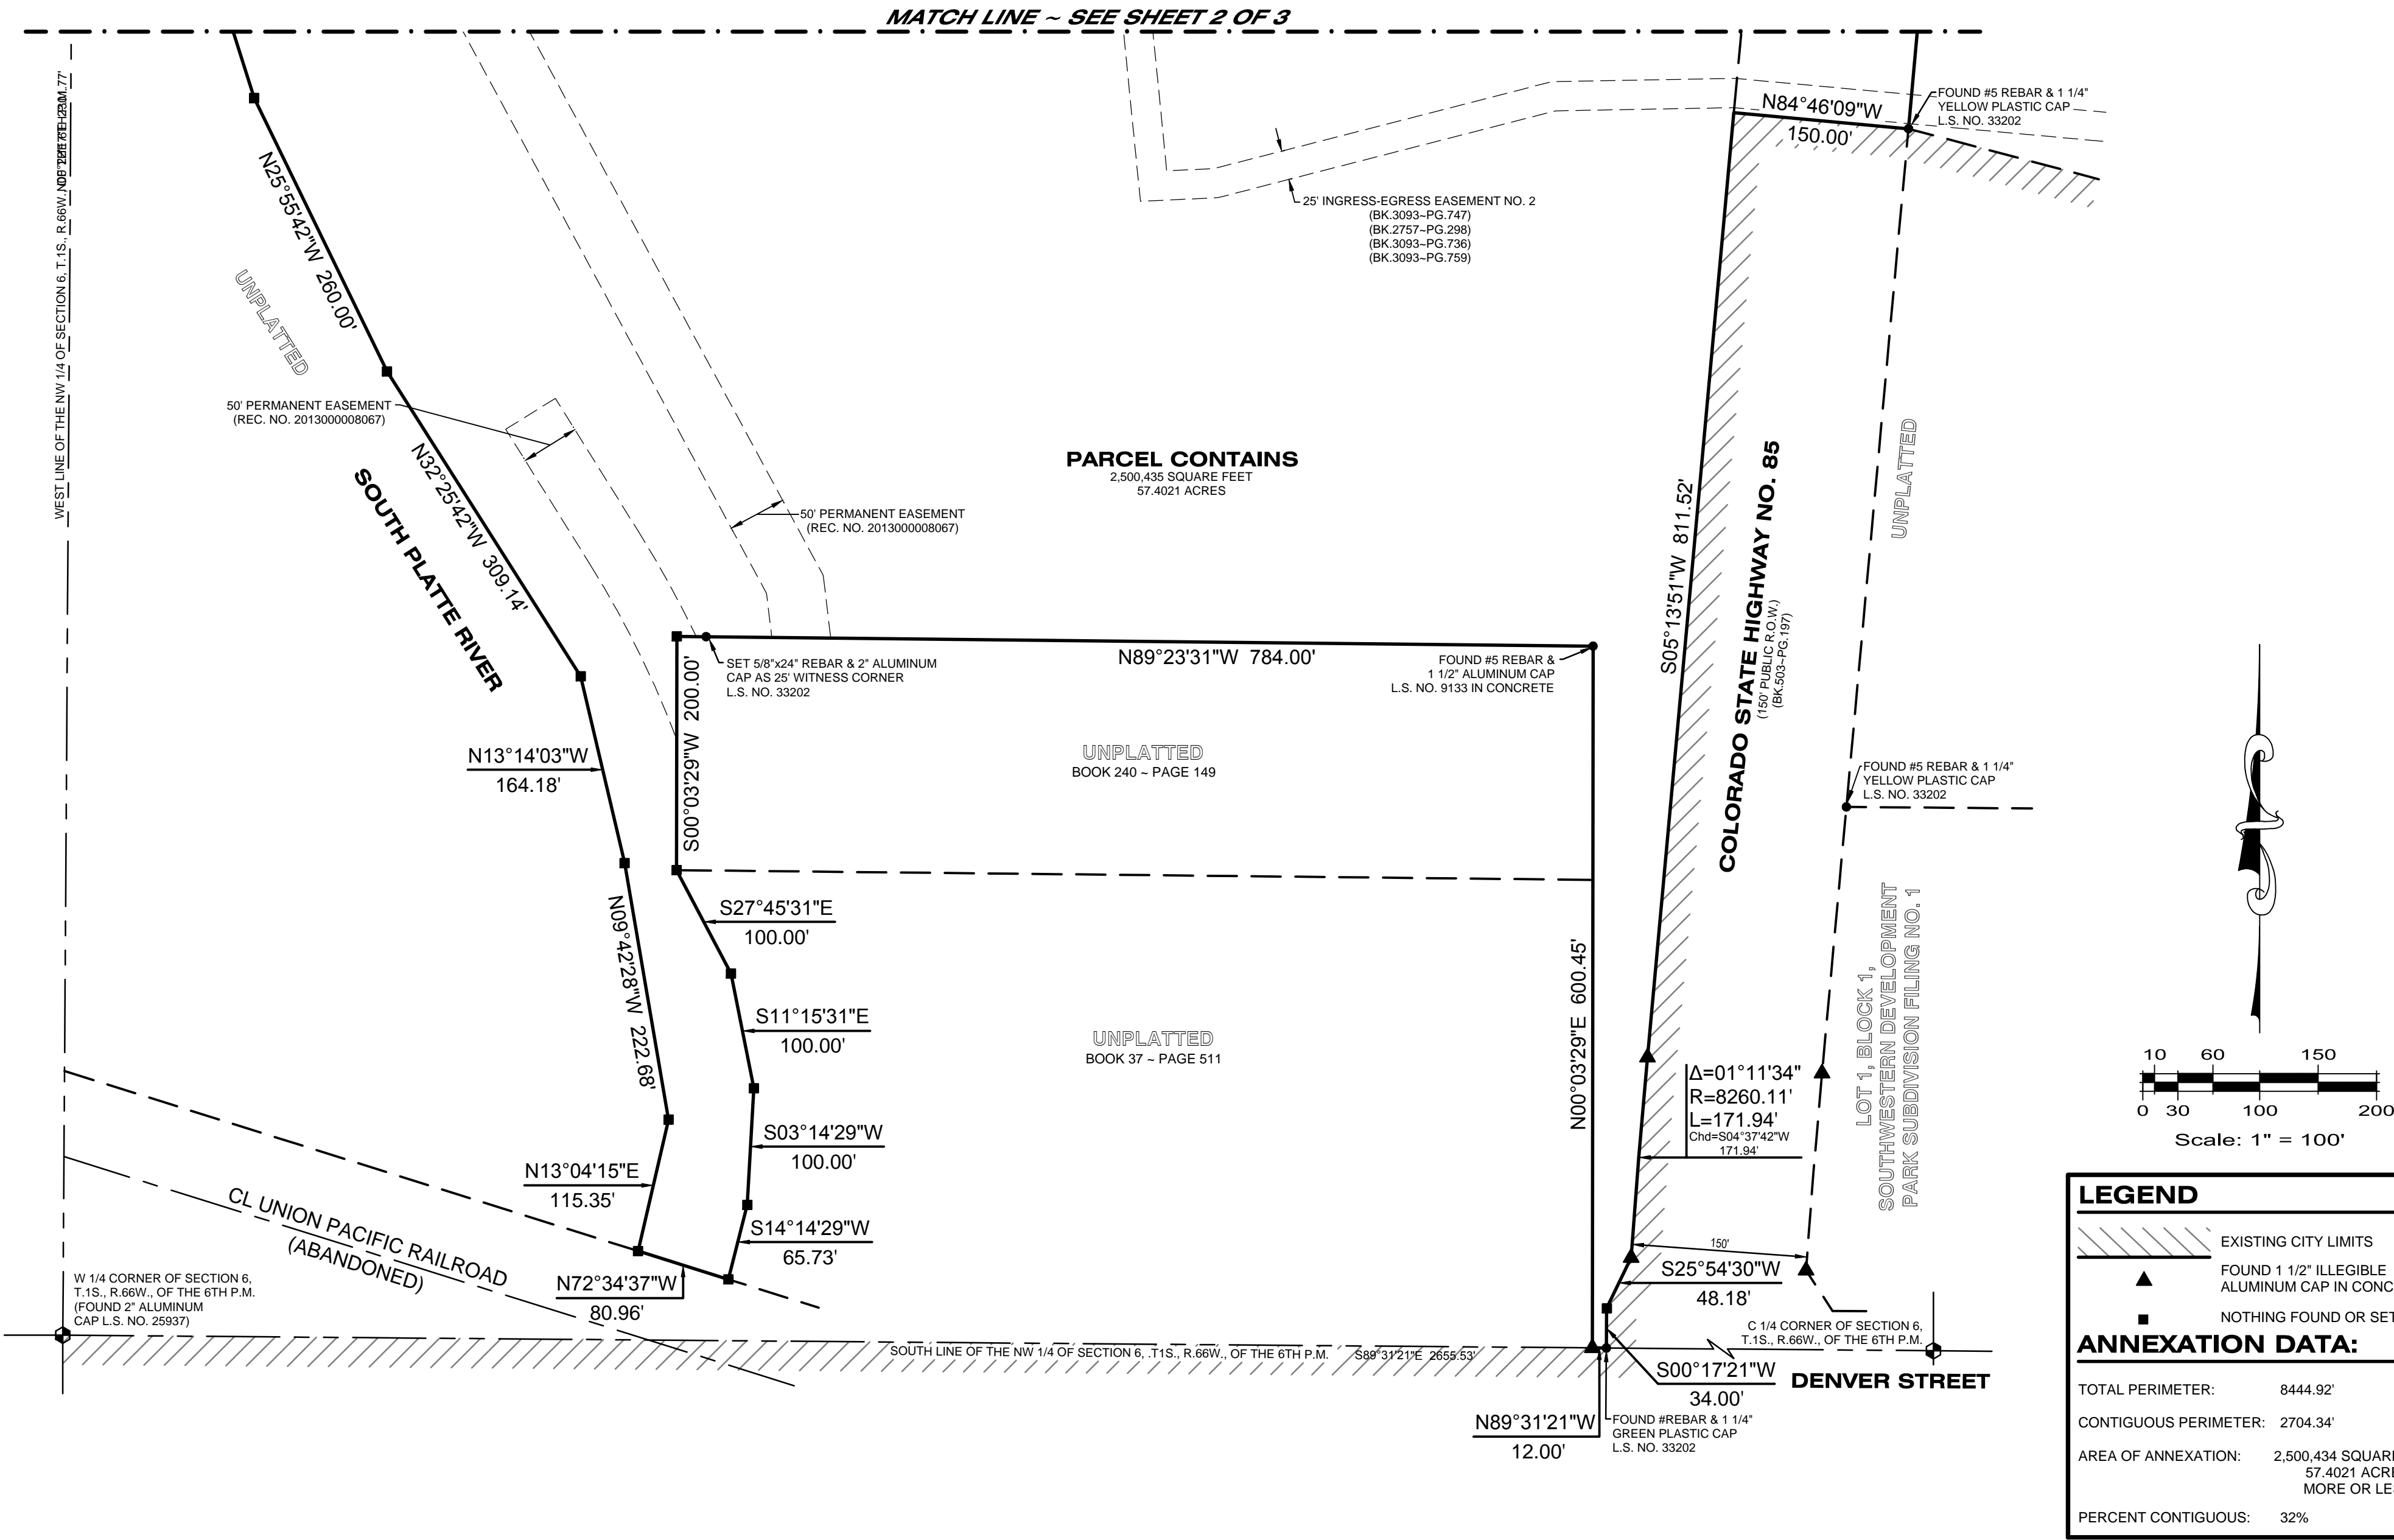 MATCH LINE ~ SEE SHEET 2 OF 3
WEST LINE OF THE NW 1/4 OF SECTION 6, T.1S., R.66W.
N25°55'42"W 260.00'
UNPLATTED
50' PERMANENT EASEMENT
(REC. NO. 2013000008067)
N32°25'42"W 309.14'
SOUTH PLATTE RIVER
N84°46'09"W
150.00'
FOUND #5 REBAR & 1 1/4"
YELLOW PLASTIC CAP
L.S. NO. 33202
25' INGRESS-EGRESS EASEMENT NO. 2
(BK.3093~PG.747)
(BK.2757~PG.298)
(BK.3093~PG.736)
(BK.3093~PG.759)
PARCEL CONTAINS
2,500,435 SQUARE FEET
57.4021 ACRES
50' PERMANENT EASEMENT
(REC. NO. 2013000008067)
S05°13'51"W 811.52'
COLORADO STATE HIGHWAY NO. 85
(150' PUBLIC R.O.W.)
(BK.503~PG.197)
UNPLATTED
SET 5/8"x24" REBAR & 2" ALUMINUM
CAP AS 25' WITNESS CORNER
L.S. NO. 33202
N89°23'31"W 784.00'
FOUND #5 REBAR &
1 1/2" ALUMINUM CAP
L.S. NO. 9133 IN CONCRETE
S00°03'29"W 200.00'
N13°14'03"W
164.18'
UNPLATTED
BOOK 240 ~ PAGE 149
FOUND #5 REBAR & 1 1/4"
YELLOW PLASTIC CAP
L.S. NO. 33202
N09°42'28"W 222.68'
S27°45'31"E
100.00'
S11°15'31"E
100.00'
UNPLATTED
BOOK 37 ~ PAGE 511
N00°03'29"E 600.45'
LOT 1, BLOCK 1,
SOUTHWESTERN DEVELOPMENT
PARK SUBDIVISION FILING NO. 1
Δ=01°11'34"
R=8260.11'
L=171.94'
Chd=S04°37'42"W
171.94'
S03°14'29"W
100.00'
N13°04'15"E
115.35'
S14°14'29"W
65.73'
CL UNION PACIFIC RAILROAD
(ABANDONED)
N72°34'37"W
80.96'
W 1/4 CORNER OF SECTION 6,
T.1S., R.66W., OF THE 6TH P.M.
(FOUND 2" ALUMINUM
CAP L.S. NO. 25937)
150'
S25°54'30"W
48.18'
C 1/4 CORNER OF SECTION 6,
T.1S., R.66W., OF THE 6TH P.M.
SOUTH LINE OF THE NW 1/4 OF SECTION 6, .T1S., R.66W., OF THE 6TH P.M. S89°31'21"E 2655.53'
S00°17'21"W
34.00'
DENVER STREET
N89°31'21"W
12.00'
FOUND #REBAR & 1 1/4"
GREEN PLASTIC CAP
L.S. NO. 33202
10 60 150
0 30 100 200
Scale: 1" = 100'
LEGEND
EXISTING CITY LIMITS
FOUND 1 1/2" ILLEGIBLE
ALUMINUM CAP IN CONC
NOTHING FOUND OR SET
ANNEXATION DATA:
TOTAL PERIMETER: 8444.92'
CONTIGUOUS PERIMETER: 2704.34'
AREA OF ANNEXATION: 2,500,434 SQUARE
57.4021 ACRE
MORE OR LE
PERCENT CONTIGUOUS: 32%